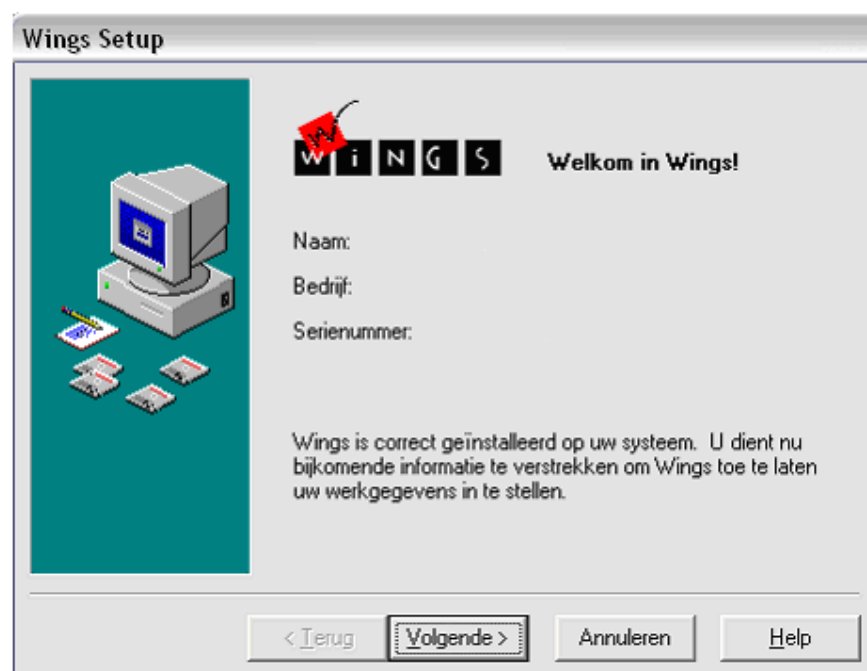 Wings Setup
W
WiNGS
Welkom in Wings!
Naam:
Bedrijf:
Serienummer:
Wings is correct geïnstalleerd op uw systeem. U dient nu
bijkomende informatie te verstrekken om Wings toe te laten
uw werkgegevens in te stellen.
< Terug
Volgende >
Annuleren
Help